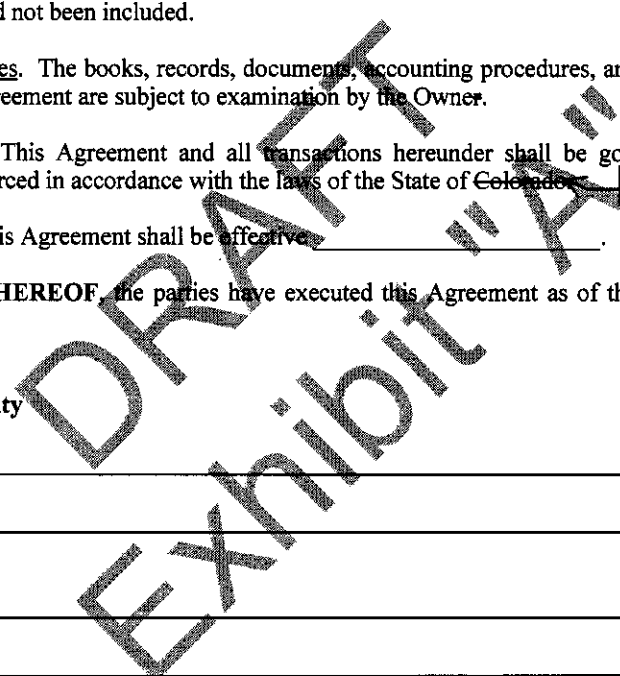 d not been included.
es. The books, records, documents, accounting procedures, an
reement are subject to examination by the Owner.
This Agreement and all transactions hereunder shall be go
rced in accordance with the laws of the State of Colorado
is Agreement shall be effective                .
HEREOF, the parties have executed this Agreement as of th
ity
DRAFT
Exhibit "A"